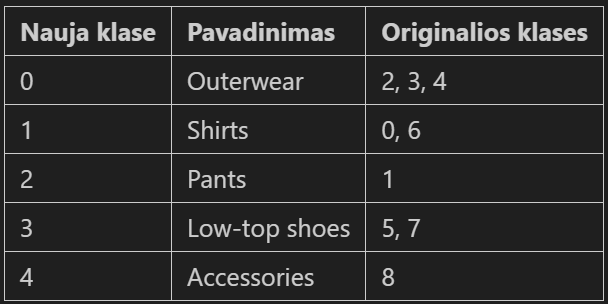 Nauja klase Pavadinimas Originalios klases
0 Outerwear 2, 3, 4
1 Shirts 0, 6
2 Pants 1
3 Low-top shoes 5, 7
4 Accessories 8